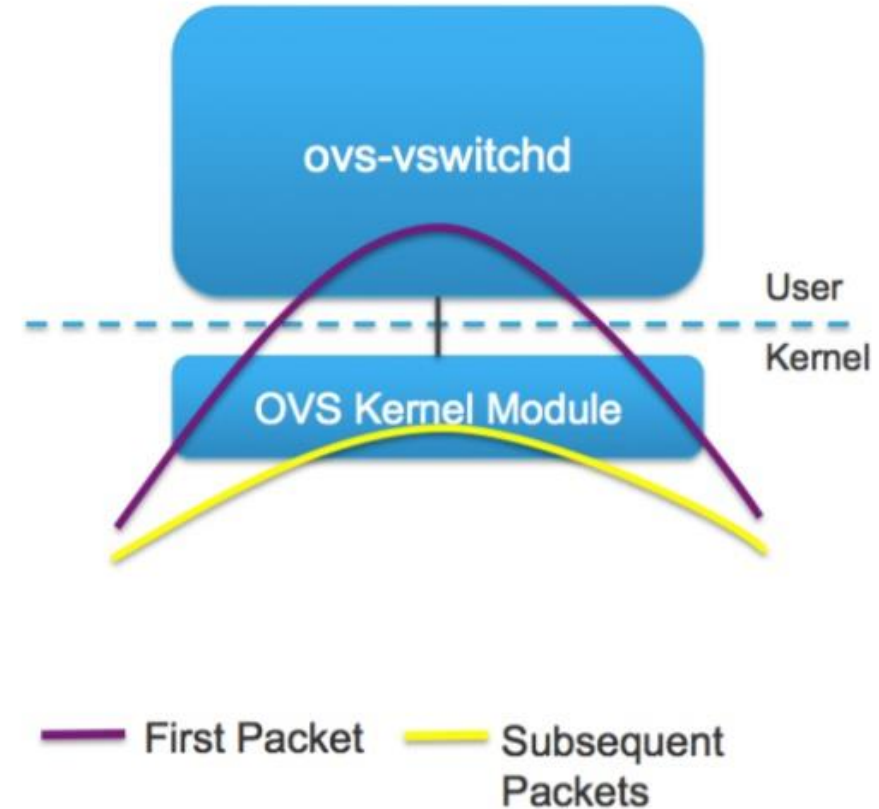 ovs-vswitchd
User
Kernel
OVS Kernel Module
First Packet
Subsequent
Packets